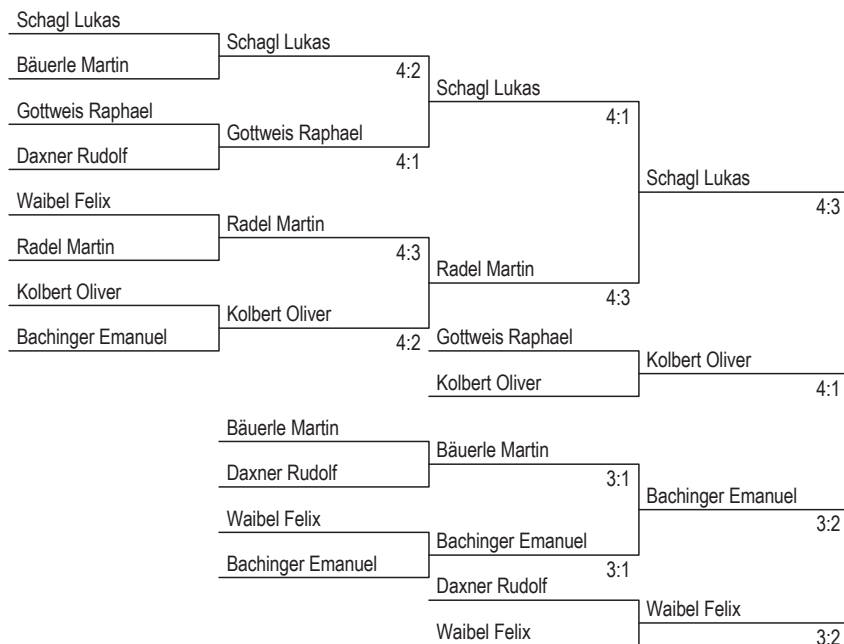 Schagl Lukas
Schagl Lukas
Bäuerle Martin
4:2
Schagl Lukas
Gottweis Raphael
4:1
Gottweis Raphael
Daxner Rudolf
4:1
Schagl Lukas
Waibel Felix
4:3
Radel Martin
Radel Martin
4:3
Radel Martin
Kolbert Oliver
4:3
Kolbert Oliver
Bachinger Emanuel
4:2
Gottweis Raphael
Kolbert Oliver
Kolbert Oliver
4:1
Bäuerle Martin
Bäuerle Martin
Daxner Rudolf
3:1
Bachinger Emanuel
Waibel Felix
3:2
Bachinger Emanuel
Bachinger Emanuel
3:1
Daxner Rudolf
Waibel Felix
Waibel Felix
3:2